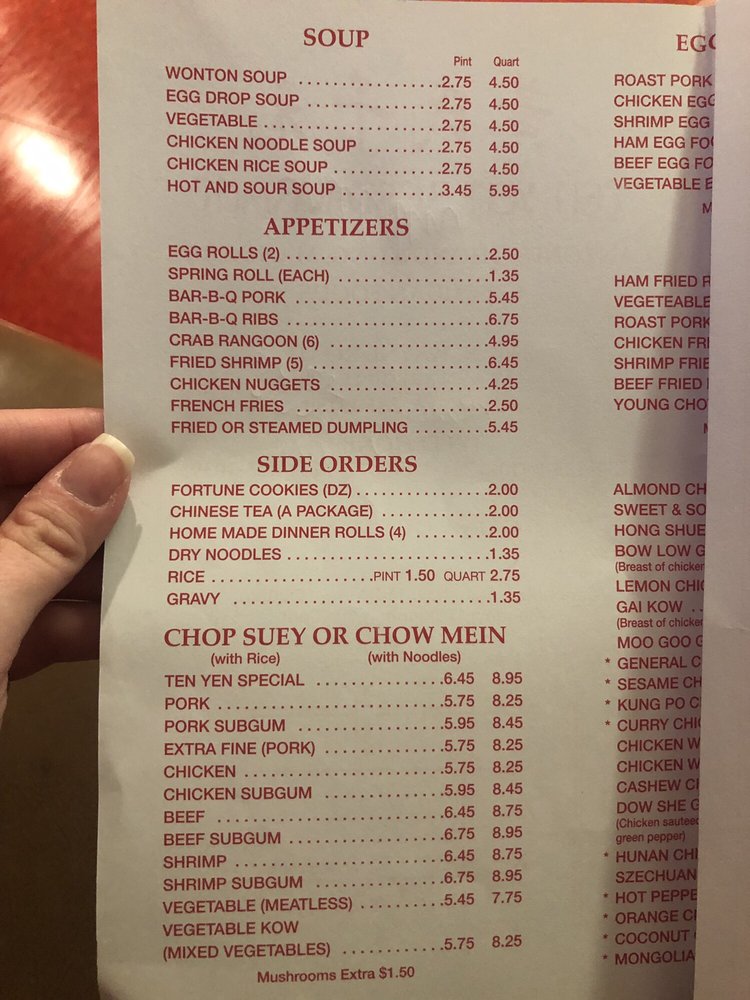 SOUP
Pint Quart
WONTON SOUP ................2.75 4.50
EGG DROP SOUP ...............2.75 4.50
VEGETABLE....................2.75 4.50
CHICKEN NOODLE SOUP ........2.75 4.50
CHICKEN RICE SOUP............2.75 4.50
HOT AND SOUR SOUP ...........3.45 5.95
APPETIZERS
EGG ROLLS (2) .......................2.50
SPRING ROLL (EACH) .................1.35
BAR-B-Q PORK ......................5.45
BAR-B-Q RIBS .......................6.75
CRAB RANGOON (6) ..................4.95
FRIED SHRIMP (5) ....................6.45
CHICKEN NUGGETS ..................4.25
FRENCH FRIES ......................2.50
FRIED OR STEAMED DUMPLING .........5.45
SIDE ORDERS
FORTUNE COOKIES (DZ)...............2.00
CHINESE TEA (A PACKAGE) ............2.00
HOME MADE DINNER ROLLS (4) ........2.00
DRY NOODLES.......................1.35
RICE ..................PINT 1.50 QUART 2.75
GRAVY .............................1.35
CHOP SUEY OR CHOW MEIN
(with Rice) (with Noodles)
TEN YEN SPECIAL ..............6.45 8.95
PORK .........................5.75 8.25
PORK SUBGUM ................5.95 8.45
EXTRA FINE (PORK) .............5.75 8.25
CHICKEN ......................5.75 8.25
CHICKEN SUBGUM .............5.95 8.45
BEEF .........................6.45 8.75
BEEF SUBGUM.................6.75 8.95
SHRIMP .......................6.45 8.75
SHRIMP SUBGUM ..............6.75 8.95
VEGETABLE (MEATLESS) .........5.45 7.75
VEGETABLE KOW
(MIXED VEGETABLES) ...........5.75 8.25
Mushrooms Extra $1.50
EGG
ROAST PORK
CHICKEN EGG
SHRIMP EGG
HAM EGG FO
BEEF EGG FO
VEGETABLE E
M
HAM FRIED R
VEGETEABLE
ROAST PORK
CHICKEN FRI
SHRIMP FRIE
BEEF FRIED
YOUNG CHO
ALMOND CH
SWEET & SO
HONG SHUE
BOW LOW G
(Breast of chicken
LEMON CHIC
GAI KOW ..
(Breast of chicken
MOO GOO G
* GENERAL C
* SESAME CH
* KUNG PO C
* CURRY CHI
CHICKEN W
CHICKEN W
CASHEW C
DOW SHE G
(Chicken sauteed
green pepper)
* HUNAN CHI
SZECHUAN
* HOT PEPPE
* ORANGE C
* COCONUT
* MONGOLIA